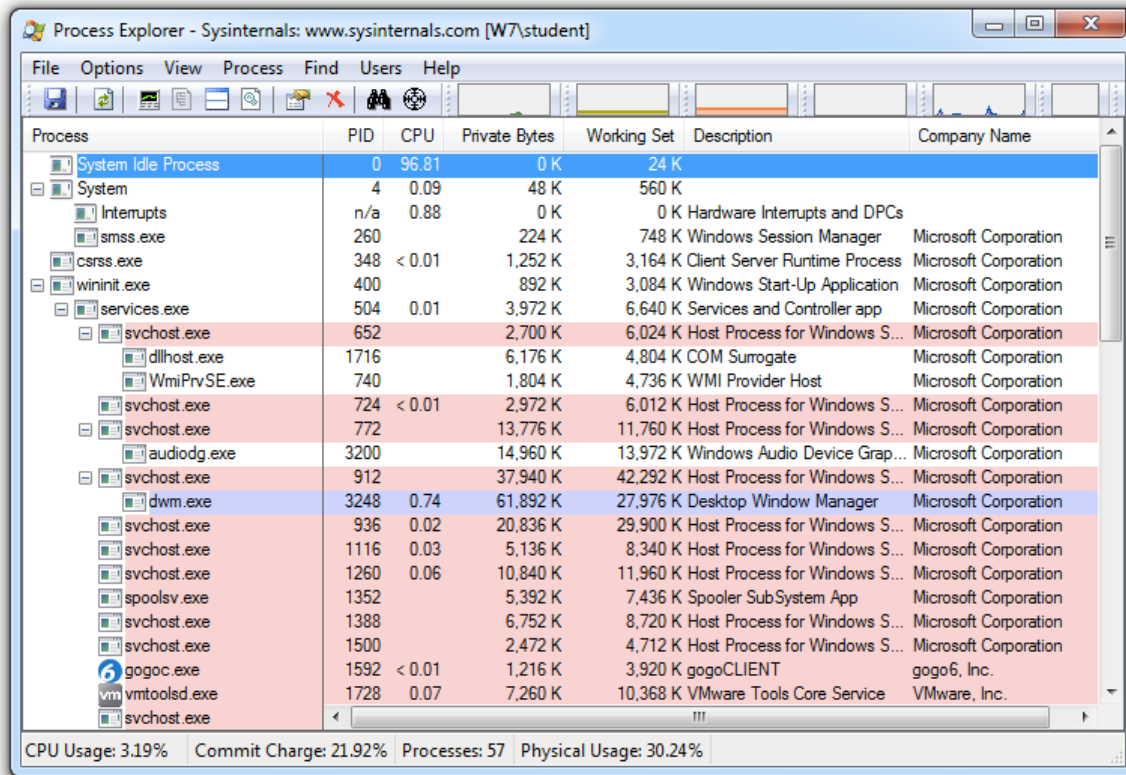 Process Explorer - Sysinternals: www.sysinternals.com [W7\student]
File Options View Process Find Users Help
Process PID CPU Private Bytes Working Set Description Company Name
System Idle Process 0 96.81 0 K 24 K
System 4 0.09 48 K 560 K
Interrupts n/a 0.88 0 K 0 K Hardware Interrupts and DPCs
smss.exe 260 224 K 748 K Windows Session Manager Microsoft Corporation
csrss.exe 348 < 0.01 1,252 K 3,164 K Client Server Runtime Process Microsoft Corporation
wininit.exe 400 892 K 3,084 K Windows Start-Up Application Microsoft Corporation
services.exe 504 0.01 3,972 K 6,640 K Services and Controller app Microsoft Corporation
svchost.exe 652 2,700 K 6,024 K Host Process for Windows S... Microsoft Corporation
dllhost.exe 1716 6,176 K 4,804 K COM Surrogate Microsoft Corporation
WmiPrvSE.exe 740 1,804 K 4,736 K WMI Provider Host Microsoft Corporation
svchost.exe 724 < 0.01 2,972 K 6,012 K Host Process for Windows S... Microsoft Corporation
svchost.exe 772 13,776 K 11,760 K Host Process for Windows S... Microsoft Corporation
audiodg.exe 3200 14,960 K 13,972 K Windows Audio Device Grap... Microsoft Corporation
svchost.exe 912 37,940 K 42,292 K Host Process for Windows S... Microsoft Corporation
dwm.exe 3248 0.74 61,892 K 27,976 K Desktop Window Manager Microsoft Corporation
svchost.exe 936 0.02 20,836 K 29,900 K Host Process for Windows S... Microsoft Corporation
svchost.exe 1116 0.03 5,136 K 8,340 K Host Process for Windows S... Microsoft Corporation
svchost.exe 1260 0.06 10,840 K 11,960 K Host Process for Windows S... Microsoft Corporation
spoolsv.exe 1352 5,392 K 7,436 K Spooler SubSystem App Microsoft Corporation
svchost.exe 1388 6,752 K 8,720 K Host Process for Windows S... Microsoft Corporation
svchost.exe 1500 2,472 K 4,712 K Host Process for Windows S... Microsoft Corporation
6 gogoc.exe 1592 < 0.01 1,216 K 3,920 K gogoCLIENT gogo6, Inc.
vm vmtoolsd.exe 1728 0.07 7,260 K 10,368 K VMware Tools Core Service VMware, Inc.
svchost.exe
CPU Usage: 3.19% Commit Charge: 21.92% Processes: 57 Physical Usage: 30.24%